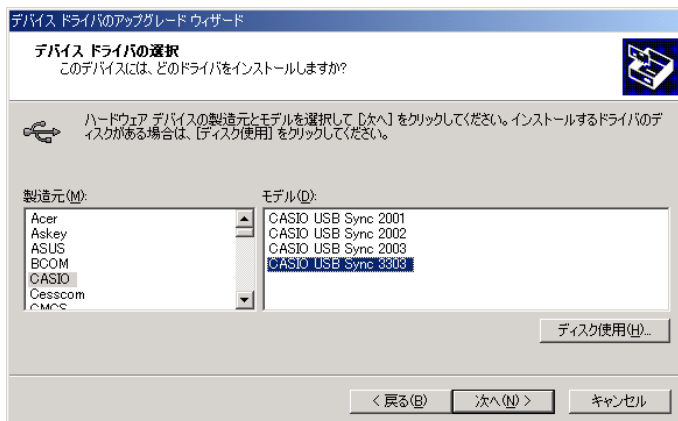 デバイス ドライバのアップグレード ウィザード
デバイス ドライバの選択
このデバイスには、どのドライバをインストールしますか?
ハードウェア デバイスの製造元とモデルを選択して [次へ] をクリックしてください。インストールするドライバのデ
ィスクがある場合は、[ディスク使用] をクリックしてください。
製造元(M):
モデル(D):
Acer
Askey
ASUS
BCOM
CASIO
Cesscom
CMCS
CASIO USB Sync 2001
CASIO USB Sync 2002
CASIO USB Sync 2003
CASIO USB Sync 3303
ディスク使用(H)...
< 戻る(B)
次へ(N) >
キャンセル